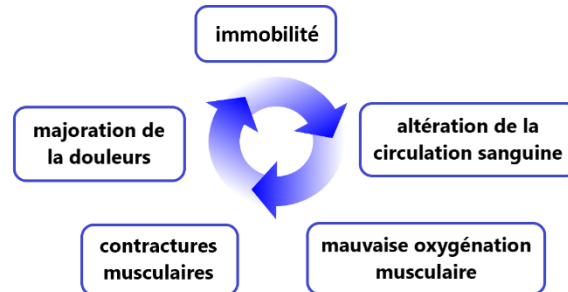 immobilité
altération de la
circulation sanguine
mauvaise oxygénation
musculaire
contractures
musculaires
majoration de
la douleurs